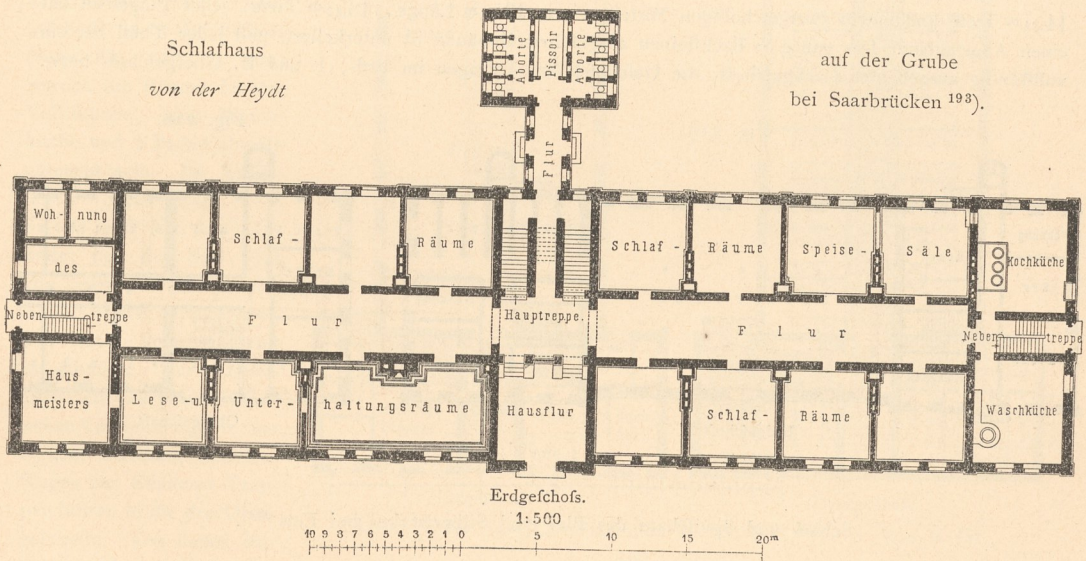 Schlafhaus
von der Heydt
auf der Grube
bei Saarbrücken 193).
Aborte
Pissoir
Aborte
Flur
Woh- nung
des
Schlaf- Räume
Schlaf- Räume
Speise- Säle
Kochküche
Neben treppe
Flur
Hauptreppe.
Flur
Neben treppe
Haus-
meisters
Lese-u. Unter- haltungsräume
Hausflur
Schlaf- Räume
Waschküche
Erdgeſchoſs.
1:500
10 9 8 7 6 5 4 3 2 1 0 5 10 15 20m